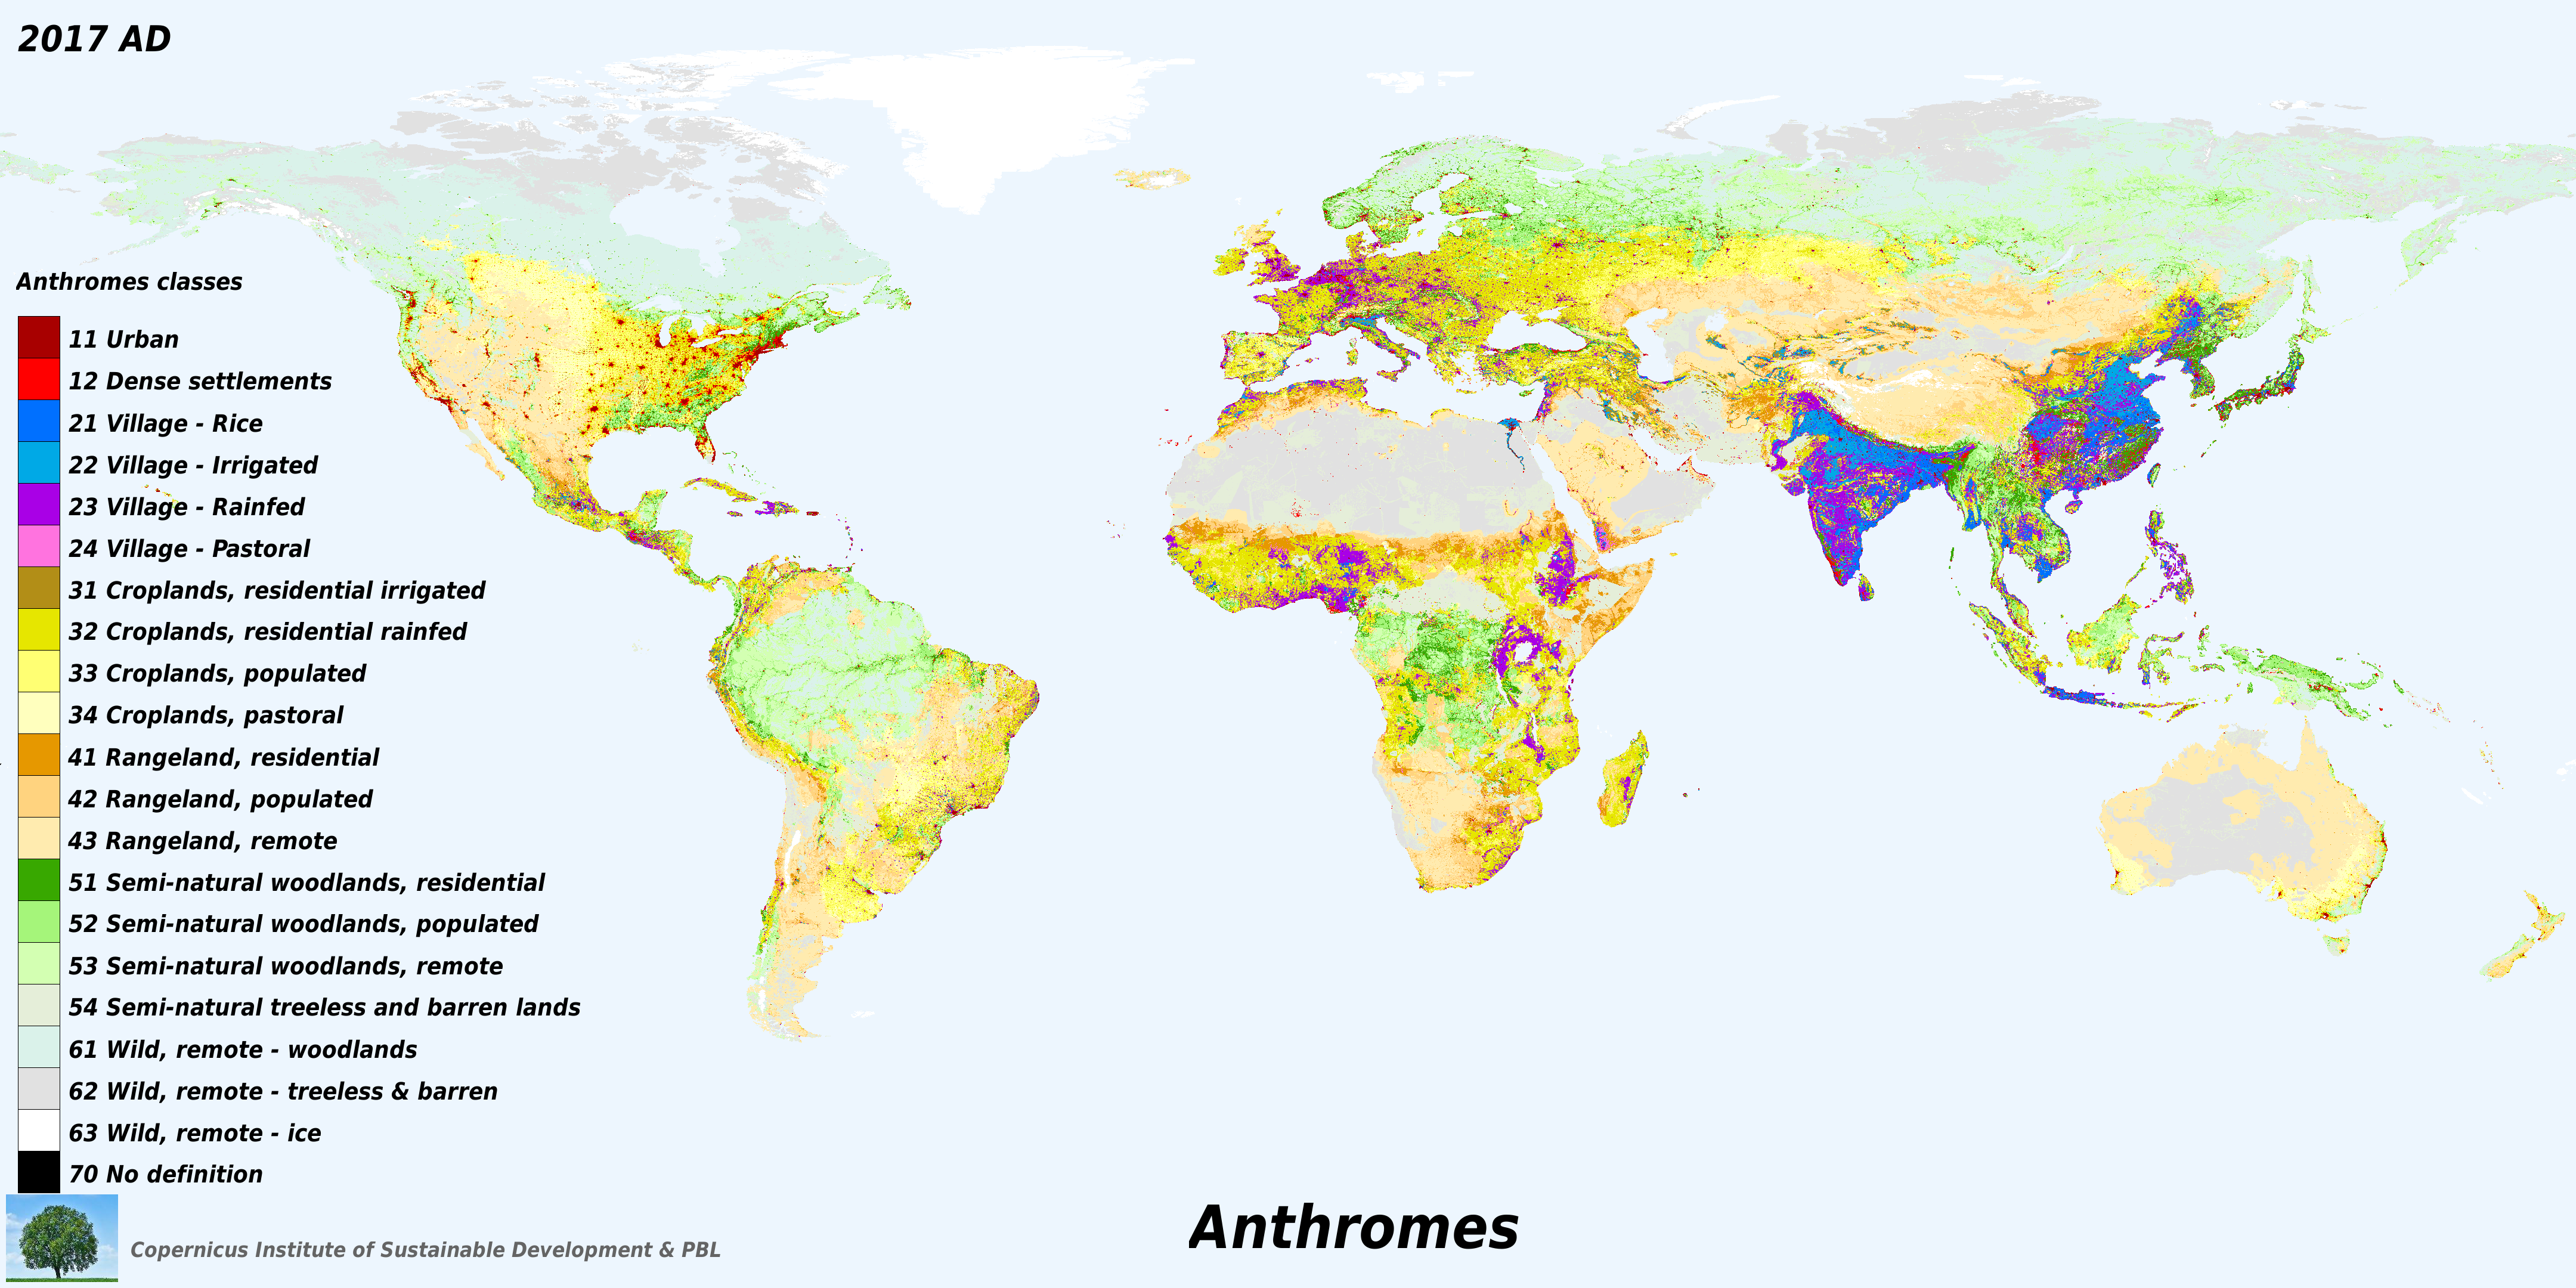 2017 AD
Anthromes classes
11 Urban
12 Dense settlements
21 Village - Rice
22 Village - Irrigated
23 Village - Rainfed
24 Village - Pastoral
31 Croplands, residential irrigated
32 Croplands, residential rainfed
33 Croplands, populated
34 Croplands, pastoral
41 Rangeland, residential
42 Rangeland, populated
43 Rangeland, remote
51 Semi-natural woodlands, residential
52 Semi-natural woodlands, populated
53 Semi-natural woodlands, remote
54 Semi-natural treeless and barren lands
61 Wild, remote - woodlands
62 Wild, remote - treeless & barren
63 Wild, remote - ice
70 No definition
Anthromes
Copernicus Institute of Sustainable Development & PBL